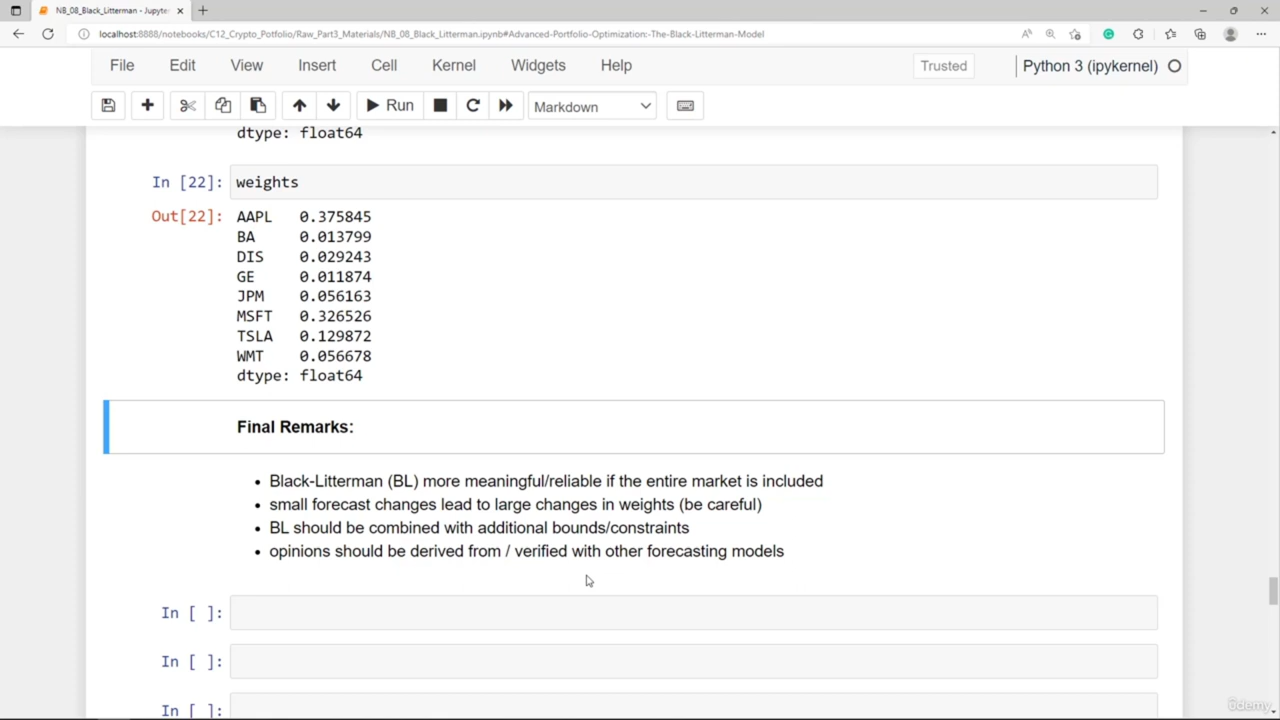 NB_08_Black_Litterman - Jupyter
localhost:8888/notebooks/C12_Crypto_Potfolio/Raw_Part3_Materials/NB_08_Black_Litterman.ipynb#Advanced-Portfolio-Optimization:-The-Black-Litterman-Model
File Edit View Insert Cell Kernel Widgets Help Trusted Python 3 (ipykernel)
Run Markdown
dtype: float64
In [22]: weights
Out[22]: AAPL 0.375845
BA 0.013799
DIS 0.029243
GE 0.011874
JPM 0.056163
MSFT 0.326526
TSLA 0.129872
WMT 0.056678
dtype: float64
Final Remarks:
• Black-Litterman (BL) more meaningful/reliable if the entire market is included
• small forecast changes lead to large changes in weights (be careful)
• BL should be combined with additional bounds/constraints
• opinions should be derived from / verified with other forecasting models
In [ ]:
In [ ]:
In [ ]:
Udemy